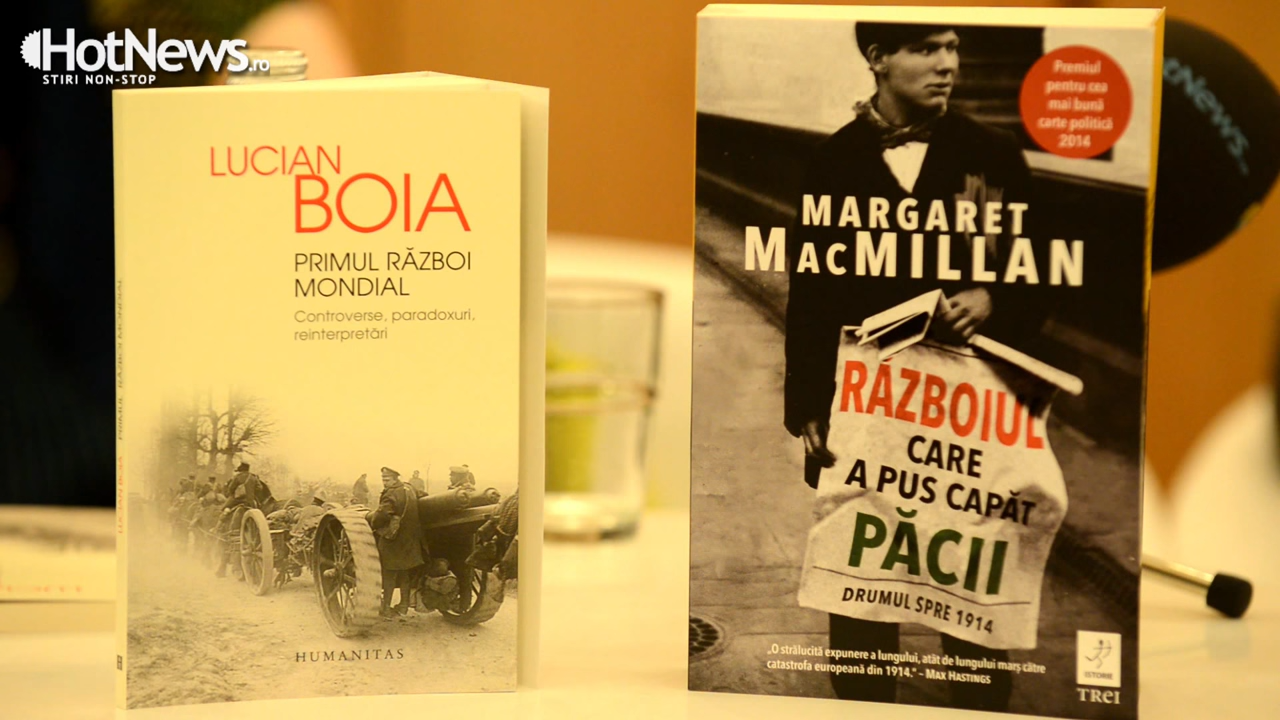 HotNews.ro
STIRI NON-STOP
LUCIAN
BOIA
PRIMUL RĂZBOI
MONDIAL
Controverse, paradoxuri,
reinterpretări
HUMANITAS
Premiul
pentru cea
mai bună
carte politică
2014
MARGARET
MACMILLAN
RĂZBOIUL
CARE
A PUS CAPĂT
PĂCII
DRUMUL SPRE 1914
„O strălucită expunere a lungului, atât de lungului marș către
catastrofa europeană din 1914.” – MAX HASTINGS
ISTORIE
TREI
otNews